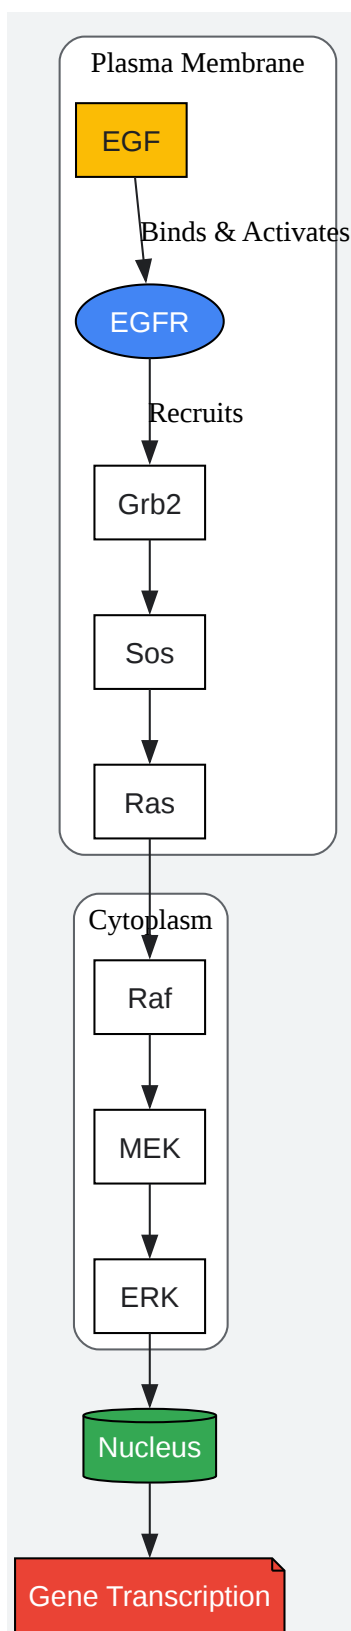 Plasma Membrane
EGF
Binds & Activates
EGFR
Recruits
Grb2
Sos
Ras
Cytoplasm
Raf
MEK
ERK
Nucleus
Gene Transcription